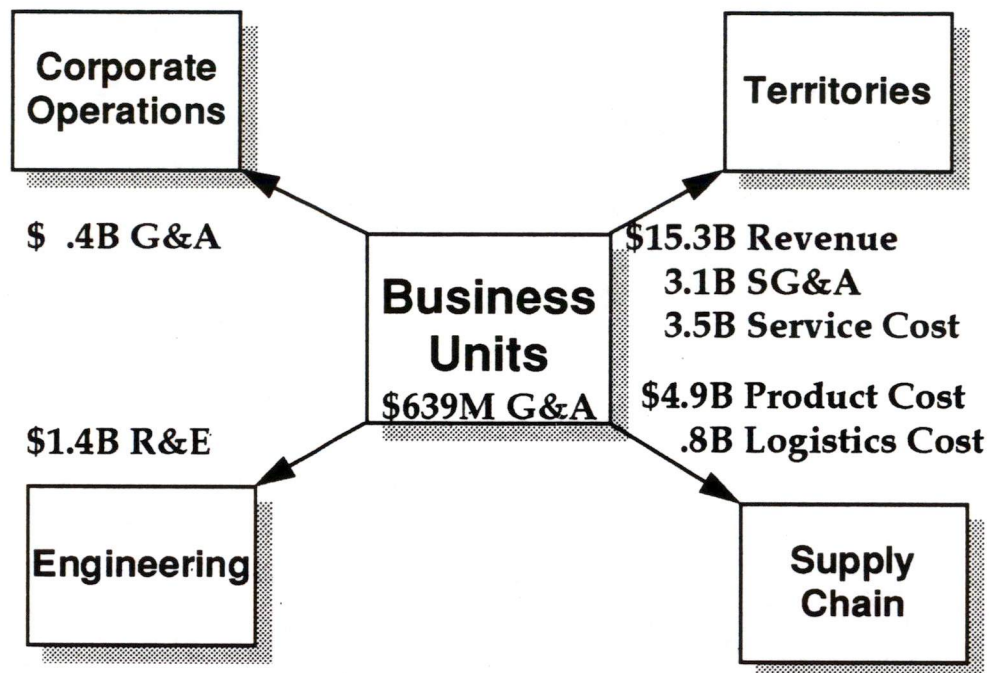 Corporate
Operations
Territories
$ .4B G&A
$15.3B Revenue
3.1B SG&A
3.5B Service Cost
Business
Units
$639M G&A
$4.9B Product Cost
.8B Logistics Cost
$1.4B R&E
Engineering
Supply
Chain